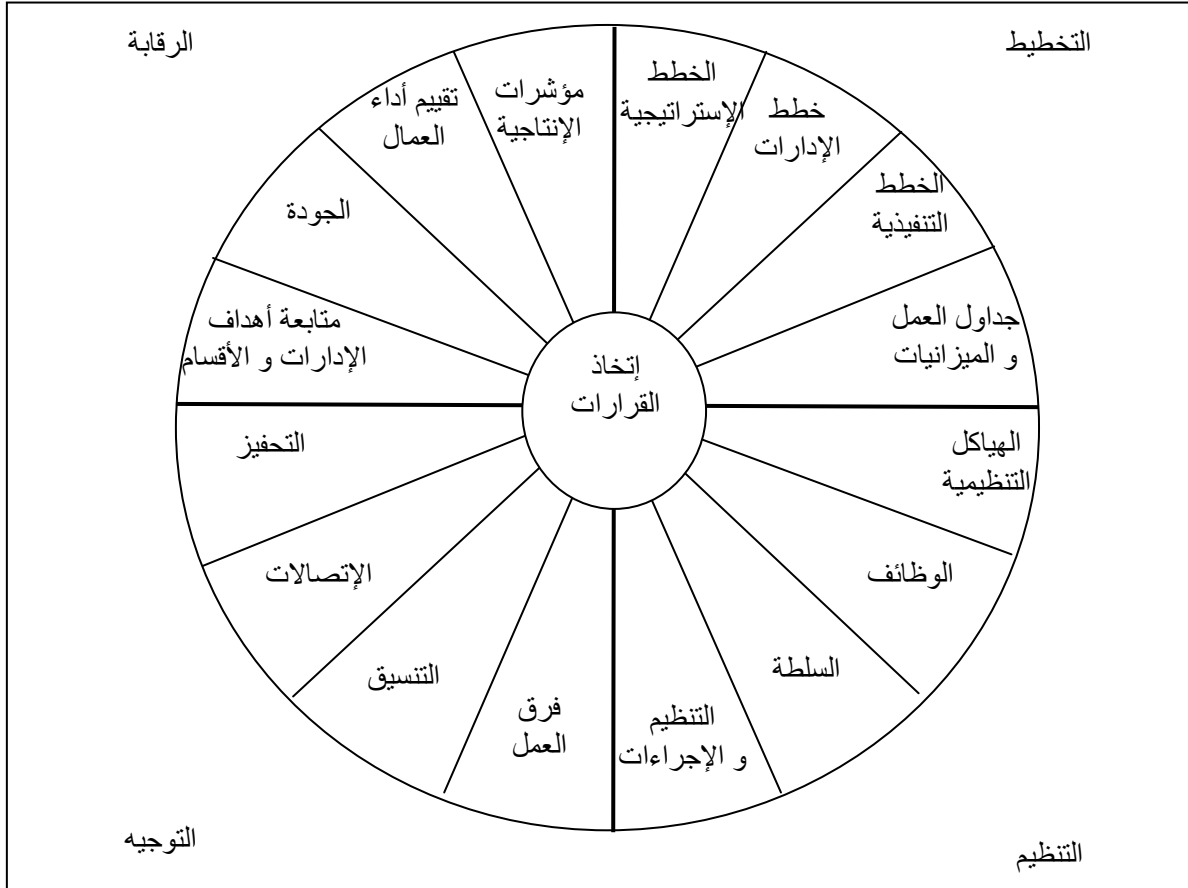 التخطيط
الرقابة
الخطط
الإستراتيجية
خطط
الإدارات
الخطط
التنفيذية
جداول العمل
و الميزانيات
الهياكل
التنظيمية
الوظائف
السلطة
التنظيم
و الإجراءات
فرق
العمل
التنسيق
الإتصالات
التحفيز
متابعة أهداف
الإدارات و الأقسام
الجودة
تقييم أداء
العمال
مؤشرات
الإنتاجية
إتخاذ
القرارات
التنظيم
التوجيه